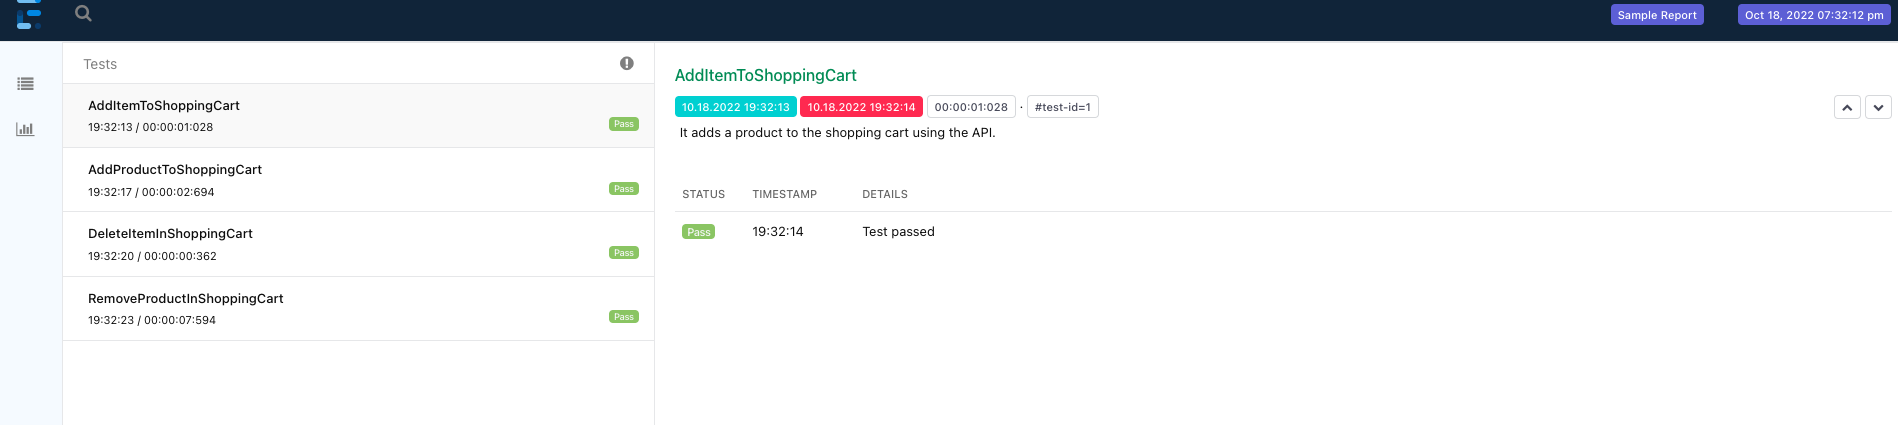 Sample Report
Oct 18, 2022 07:32:12 pm
Tests
AddItemToShoppingCart
19:32:13 / 00:00:01:028
Pass
AddProductToShoppingCart
19:32:17 / 00:00:02:694
Pass
DeleteItemInShoppingCart
19:32:20 / 00:00:00:362
Pass
RemoveProductInShoppingCart
19:32:23 / 00:00:07:594
Pass
AddItemToShoppingCart
10.18.2022 19:32:13 10.18.2022 19:32:14 00:00:01:028 · #test-id=1
It adds a product to the shopping cart using the API.
STATUS TIMESTAMP DETAILS
Pass 19:32:14 Test passed